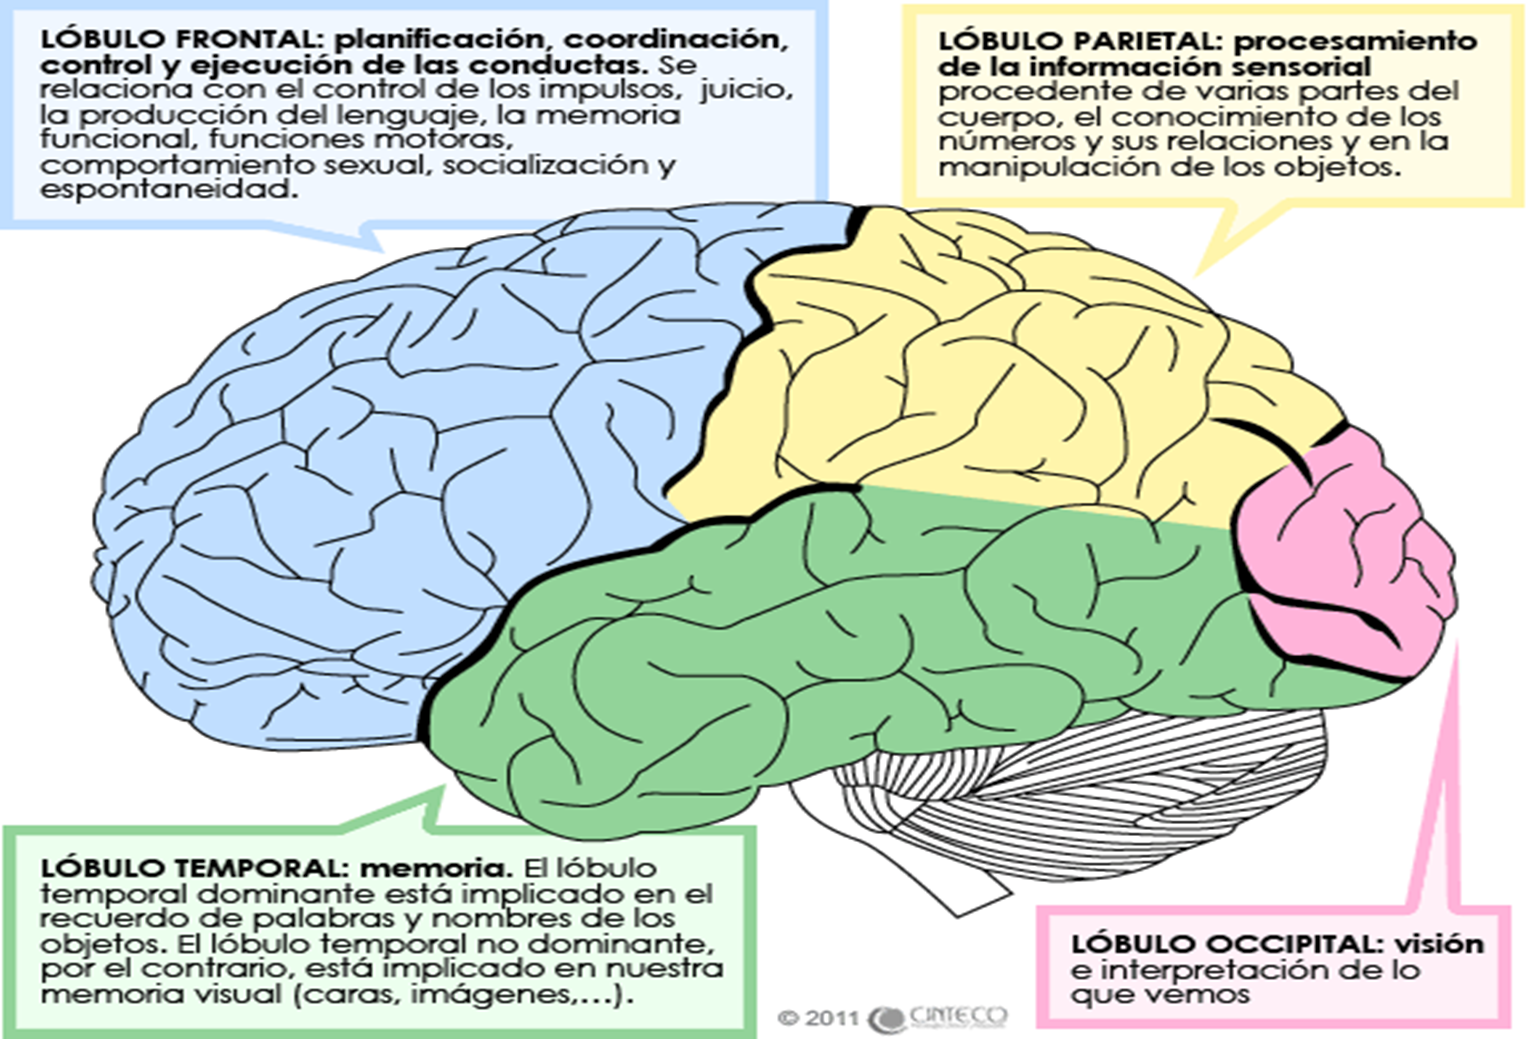 LÓBULO FRONTAL: planificación, coordinación,
control y ejecución de las conductas. Se
relaciona con el control de los impulsos, juicio,
la producción del lenguaje, la memoria
funcional, funciones motoras,
comportamiento sexual, socialización y
espontaneidad.
LÓBULO PARIETAL: procesamiento
de la información sensorial
procedente de varias partes del
cuerpo, el conocimiento de los
números y sus relaciones y en la
manipulación de los objetos.
LÓBULO TEMPORAL: memoria. El lóbulo
temporal dominante está implicado en el
recuerdo de palabras y nombres de los
objetos. El lóbulo temporal no dominante,
por el contrario, está implicado en nuestra
memoria visual (caras, imágenes,...).
LÓBULO OCCIPITAL: visión
e interpretación de lo
que vemos
© 2011 CINTECO